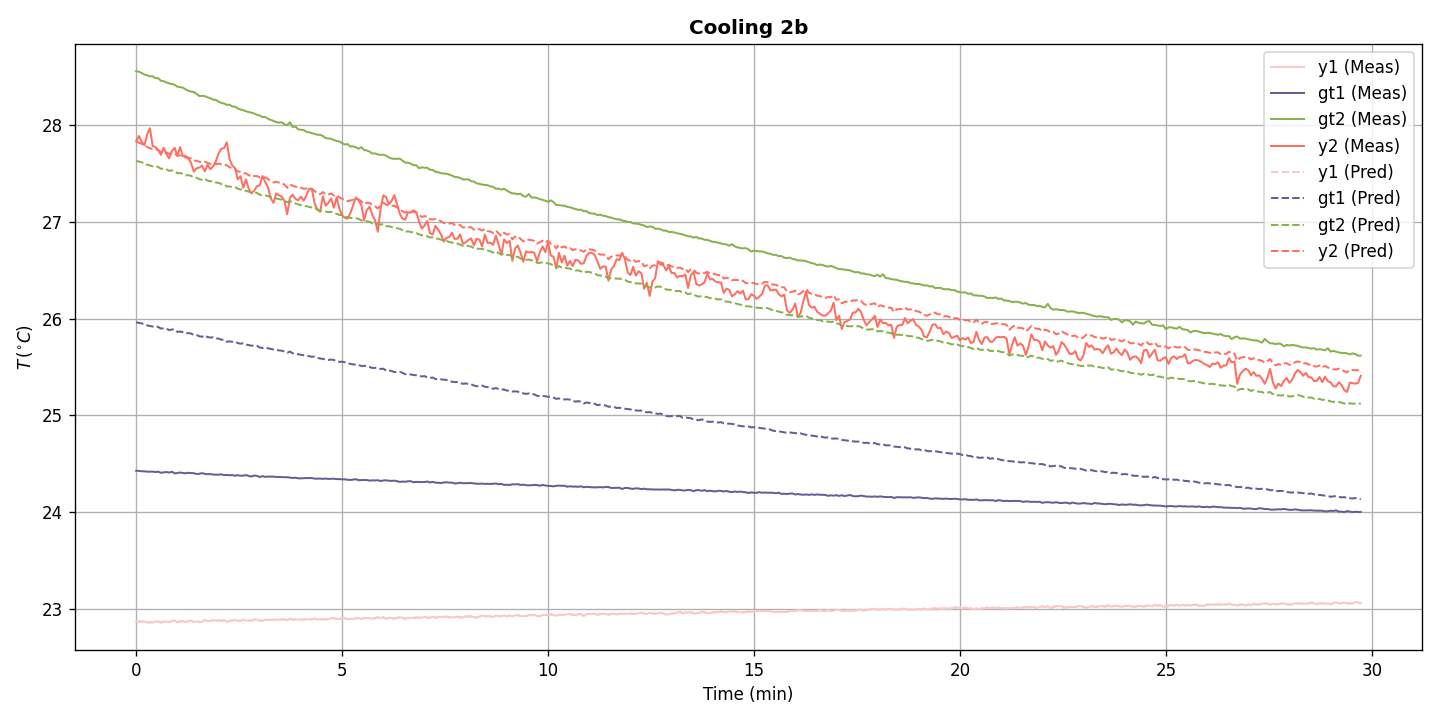 Cooling 2b
T (°C)
28
27
26
25
24
23
0 5 10 15 20 25 30
Time (min)
y1 (Meas)
gt1 (Meas)
gt2 (Meas)
y2 (Meas)
y1 (Pred)
gt1 (Pred)
gt2 (Pred)
y2 (Pred)